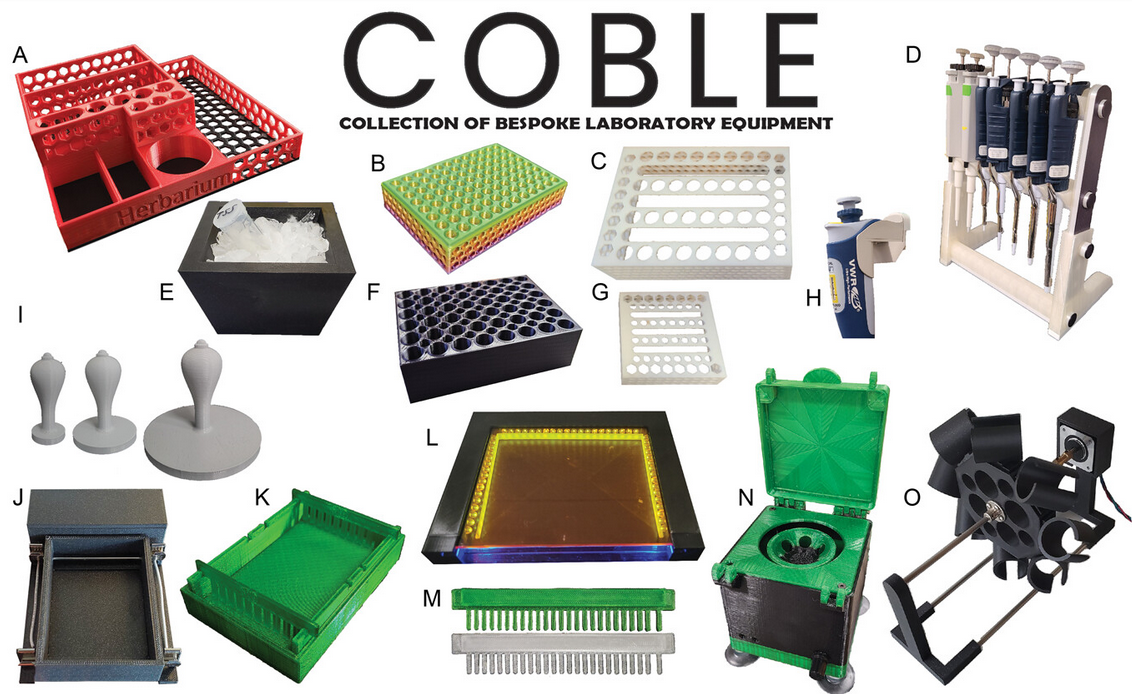 COBLE
COLLECTION OF BESPOKE LABORATORY EQUIPMENT
A
B
C
D
Herbarium
E
F
G
H
VWR
I
J
K
L
M
N
O